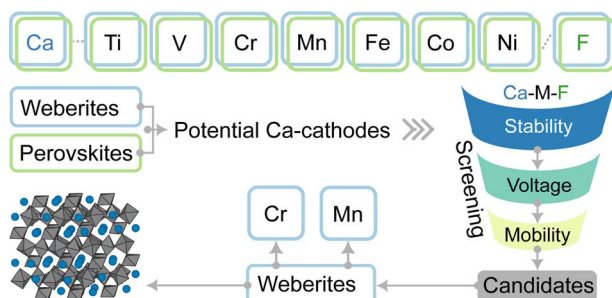 Ca Ti V Cr Mn Fe Co Ni F
Weberites
Perovskites
Potential Ca-cathodes
Ca-M-F
Stability
Voltage
Mobility
Screening
Candidates
Cr Mn
Weberites